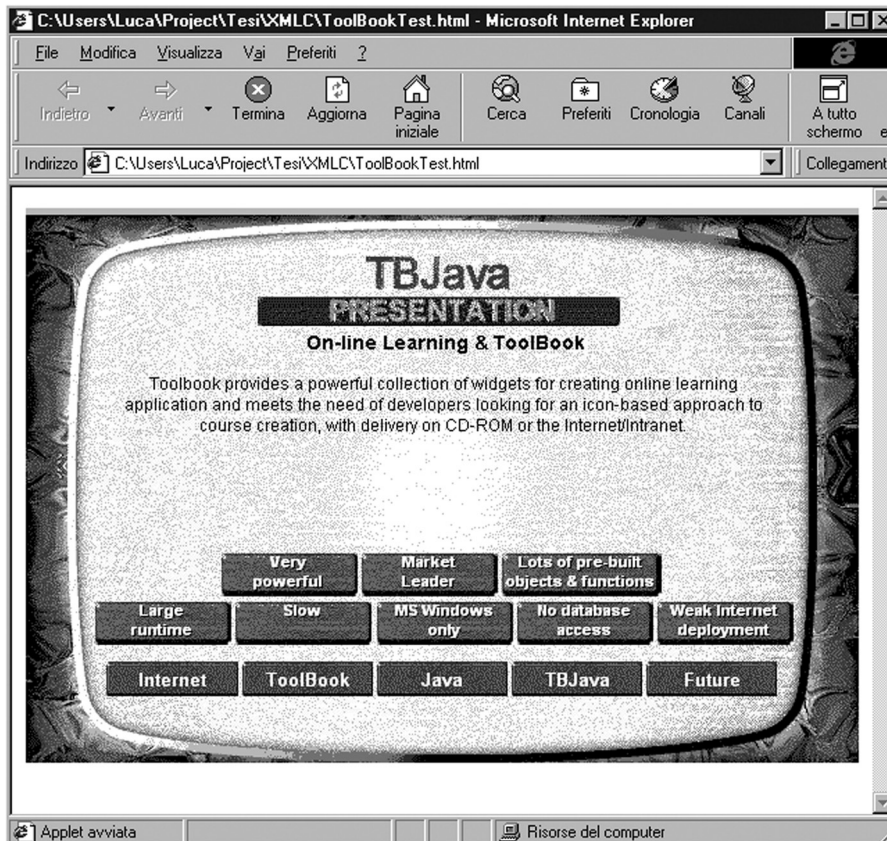 C:\Users\Luca\Project\Tesi\XMLC\ToolBookTest.html - Microsoft Internet Explorer
File Modifica Visualizza Vai Preferiti ?
Indietro Avanti Termina Aggiorna Pagina iniziale Cerca Preferiti Cronologia Canali A tutto schermo
Indirizzo C:\Users\Luca\Project\Tesi\XMLC\ToolBookTest.html Collegament
TBJava
PRESENTATION
On-line Learning & ToolBook
Toolbook provides a powerful collection of widgets for creating online learning
application and meets the need of developers looking for an icon-based approach to
course creation, with delivery on CD-ROM or the Internet/Intranet.
Very powerful Market Leader Lots of pre-built objects & functions
Large runtime Slow MS Windows only No database access Weak Internet deployment
Internet ToolBook Java TBJava Future
Applet avviata Risorse del computer